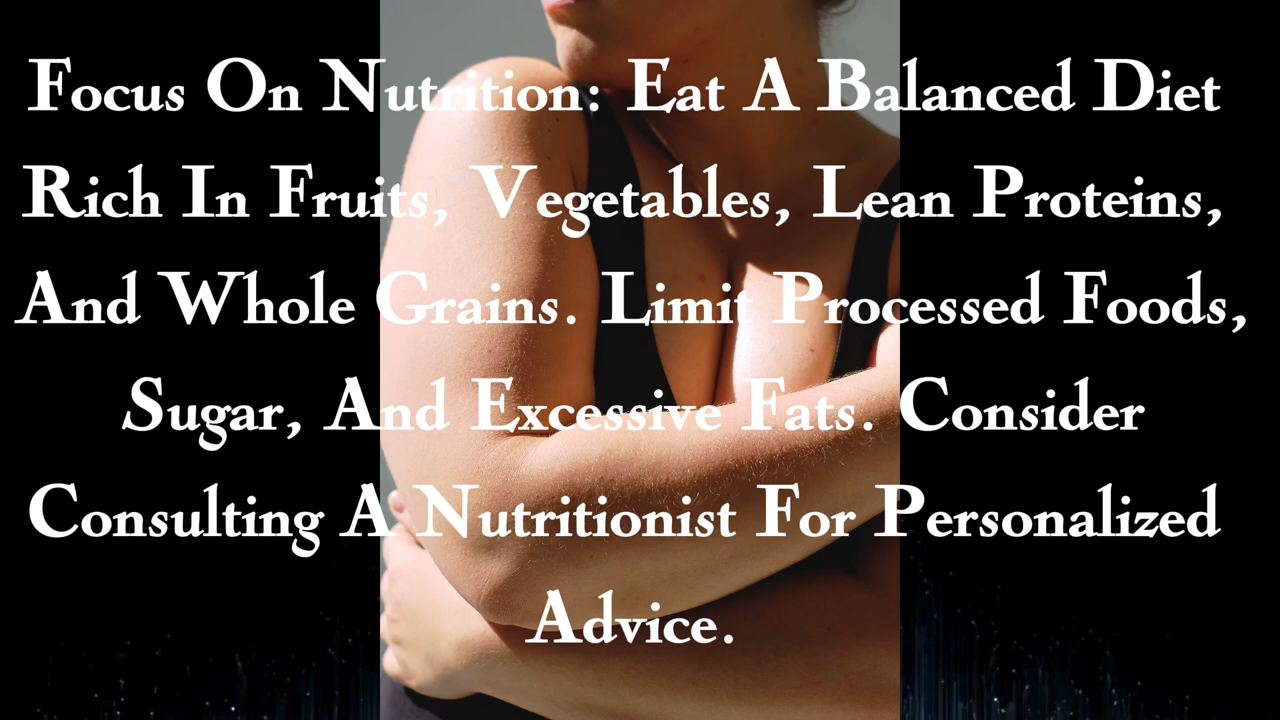 Focus On Nutrition: Eat A Balanced Diet
Rich In Fruits, Vegetables, Lean Proteins,
And Whole Grains. Limit Processed Foods,
Sugar, And Excessive Fats. Consider
Consulting A Nutritionist For Personalized
Advice.